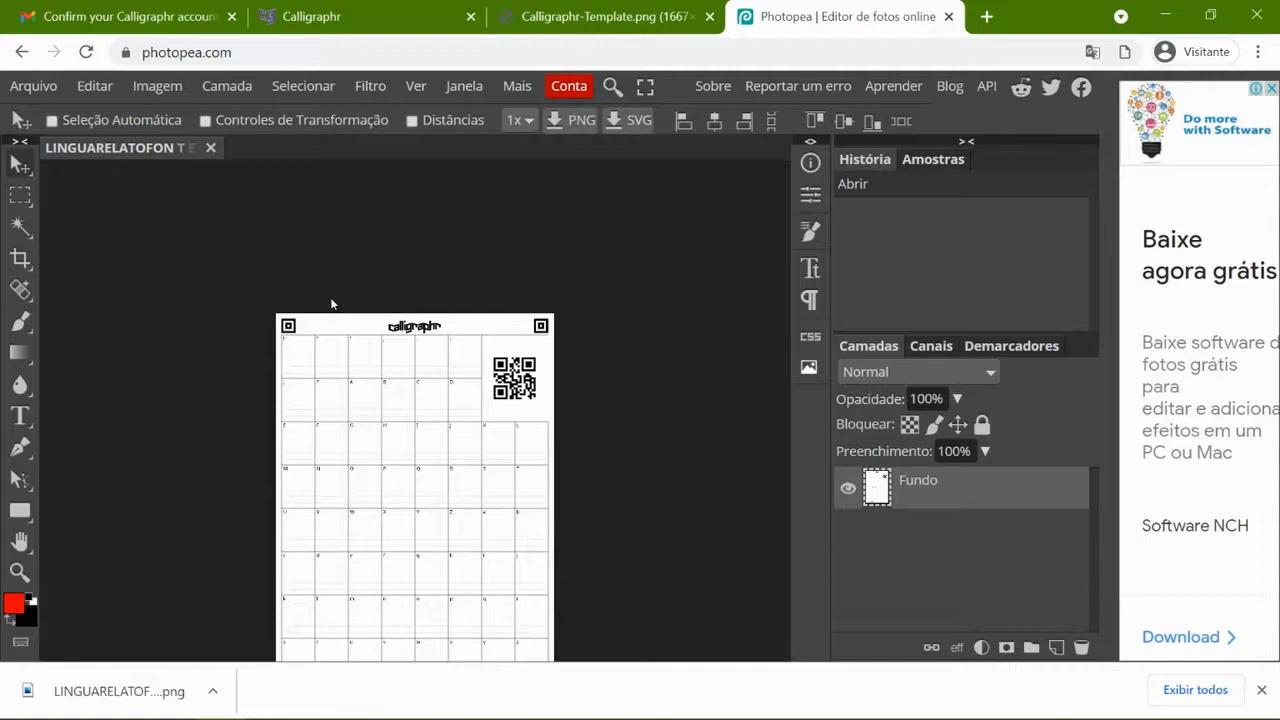 Confirm your Calligraphr accoun
Calligraphr
Calligraphr-Template.png (1667×
Photopea | Editor de fotos online
photopea.com
Visitante
Arquivo Editar Imagem Camada Selecionar Filtro Ver Janela Mais Conta
Sobre Reportar um erro Aprender Blog API
Seleção Automática Controles de Transformação Distâncias 1x PNG SVG
LINGUARELATOFON T E
História Amostras
Abrir
Camadas Canais Demarcadores
Normal
Opacidade: 100%
Bloquear:
Preenchimento: 100%
Fundo
CSS
eff
calligraphr
Do more
with Software
Baixe
agora grátis
Baixe software d
fotos grátis
para
editar e adiciona
efeitos em um
PC ou Mac
Software NCH
Download
LINGUARELATOF....png
Exibir todos